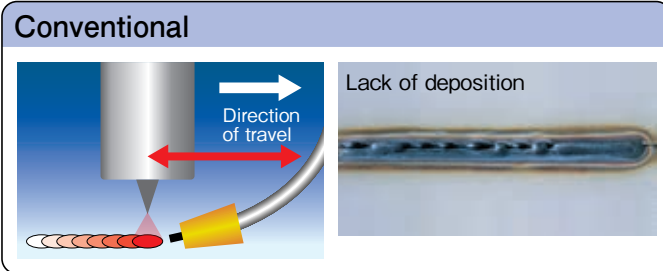 Conventional
Direction
of travel
Lack of deposition